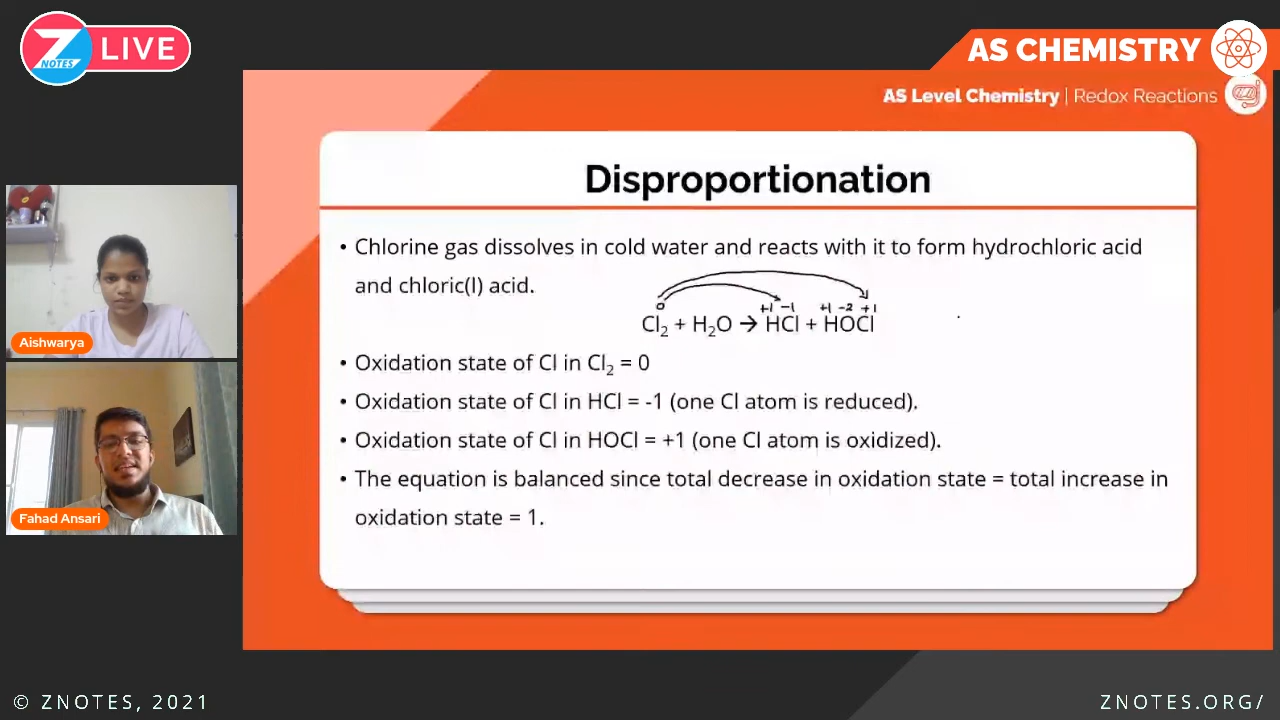 Z NOTES LIVE
AS CHEMISTRY
AS Level Chemistry | Redox Reactions
Disproportionation
• Chlorine gas dissolves in cold water and reacts with it to form hydrochloric acid
and chloric(l) acid.
0 +1 -1 +1 -2 +1
Cl₂ + H₂O → HCl + HOCl
• Oxidation state of Cl in Cl₂ = 0
• Oxidation state of Cl in HCl = -1 (one Cl atom is reduced).
• Oxidation state of Cl in HOCl = +1 (one Cl atom is oxidized).
• The equation is balanced since total decrease in oxidation state = total increase in
oxidation state = 1.
Aishwarya
Fahad Ansari
© ZNOTES, 2021
ZNOTES.ORG/